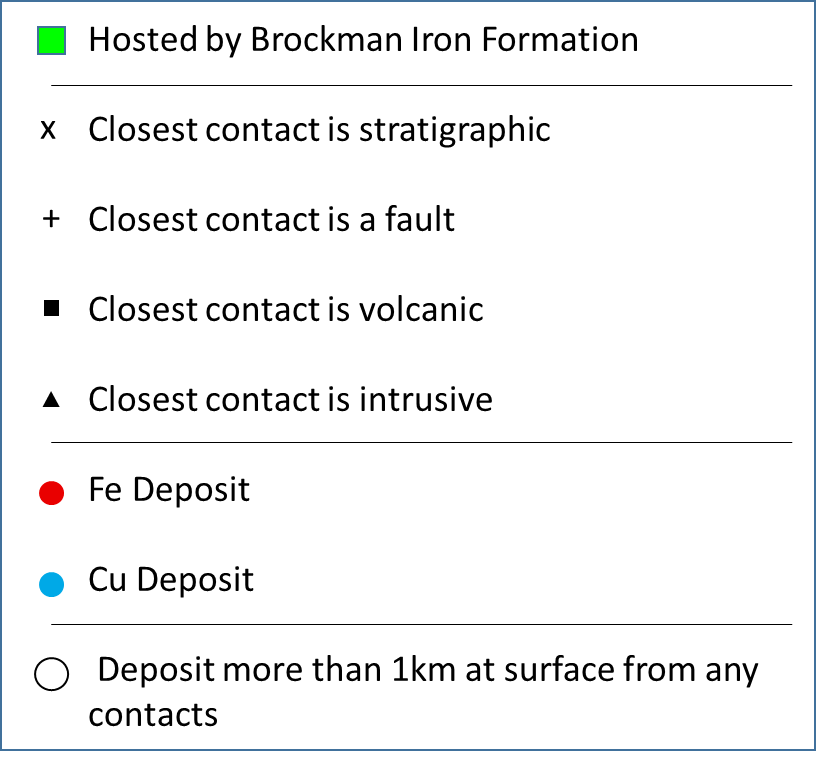 Hosted by Brockman Iron Formation
x Closest contact is stratigraphic
+ Closest contact is a fault
Closest contact is volcanic
Closest contact is intrusive
Fe Deposit
Cu Deposit
Deposit more than 1km at surface from any
contacts